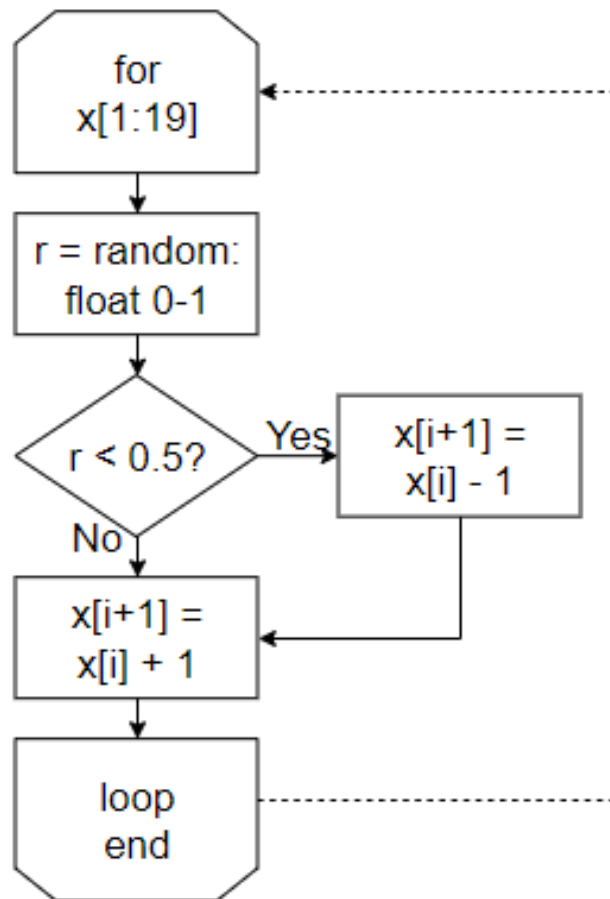 for
x[1:19]
r = random:
float 0-1
r < 0.5?
Yes
x[i+1] =
x[i] - 1
No
x[i+1] =
x[i] + 1
loop
end